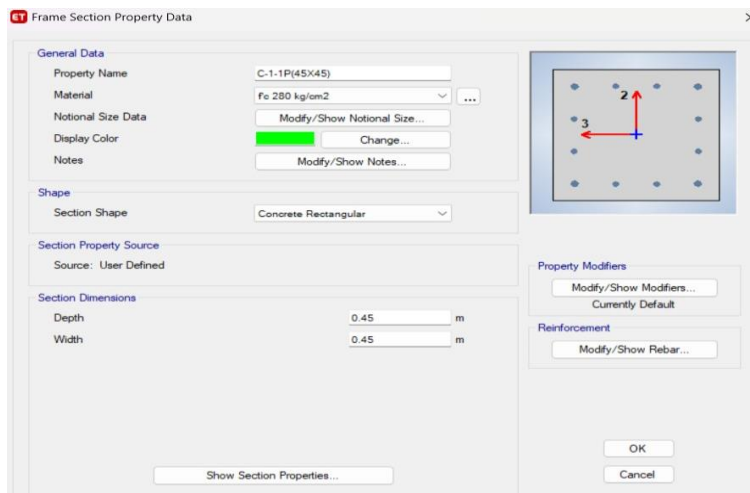 ET Frame Section Property Data
General Data
Property Name C-1-1P(45X45)
Material f'c 280 kg/cm2 ...
Notional Size Data Modify/Show Notional Size...
Display Color Change...
Notes Modify/Show Notes...
2
3
Shape
Section Shape Concrete Rectangular
Section Property Source
Source: User Defined
Property Modifiers
Modify/Show Modifiers...
Currently Default
Section Dimensions
Depth 0.45 m
Width 0.45 m
Reinforcement
Modify/Show Rebar...
Show Section Properties...
OK
Cancel